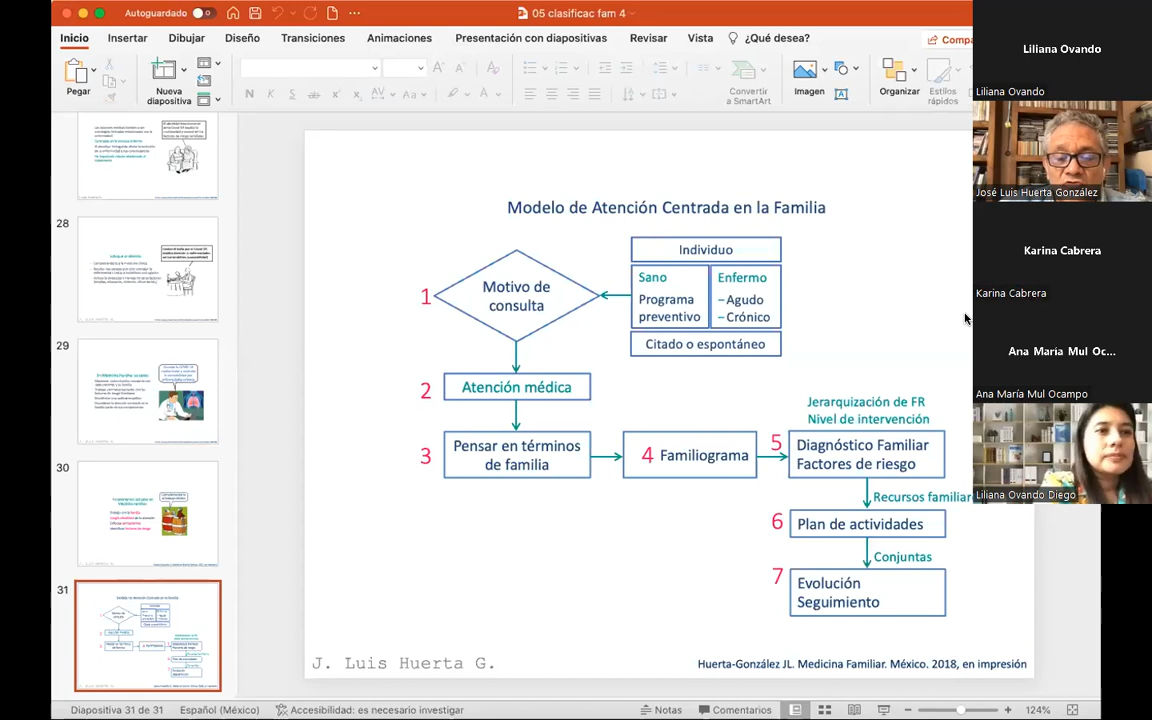 Autoguardado
05 clasificac fam 4
Inicio
Insertar
Dibujar
Diseño
Transiciones
Animaciones
Presentación con diapositivas
Revisar
Vista
¿Qué desea?
Compa
Pegar
Nueva
diapositiva
Convertir
a SmartArt
Imagen
Organizar
Estilos
rápidos
28
29
30
31
Modelo de Atención Centrada en la Familia
Individuo
Sano
Programa
preventivo
Enfermo
– Agudo
– Crónico
Citado o espontáneo
1
Motivo de
consulta
2
Atención médica
3
Pensar en términos
de familia
4 Familiograma
Jerarquización de FR
Nivel de intervención
5
Diagnóstico Familiar
Factores de riesgo
Recursos familiar
6
Plan de actividades
Conjuntas
7
Evolución
Seguimiento
J. Luis Huerta G.
Huerta-González JL. Medicina Familiar. México. 2018, en impresión
Liliana Ovando
Liliana Ovando
José Luis Huerta González
Karina Cabrera
Karina Cabrera
Ana María Mul Oc...
Ana María Mul Ocampo
Liliana Ovando Diego
Diapositiva 31 de 31
Español (México)
Accesibilidad: es necesario investigar
Notas
Comentarios
124%